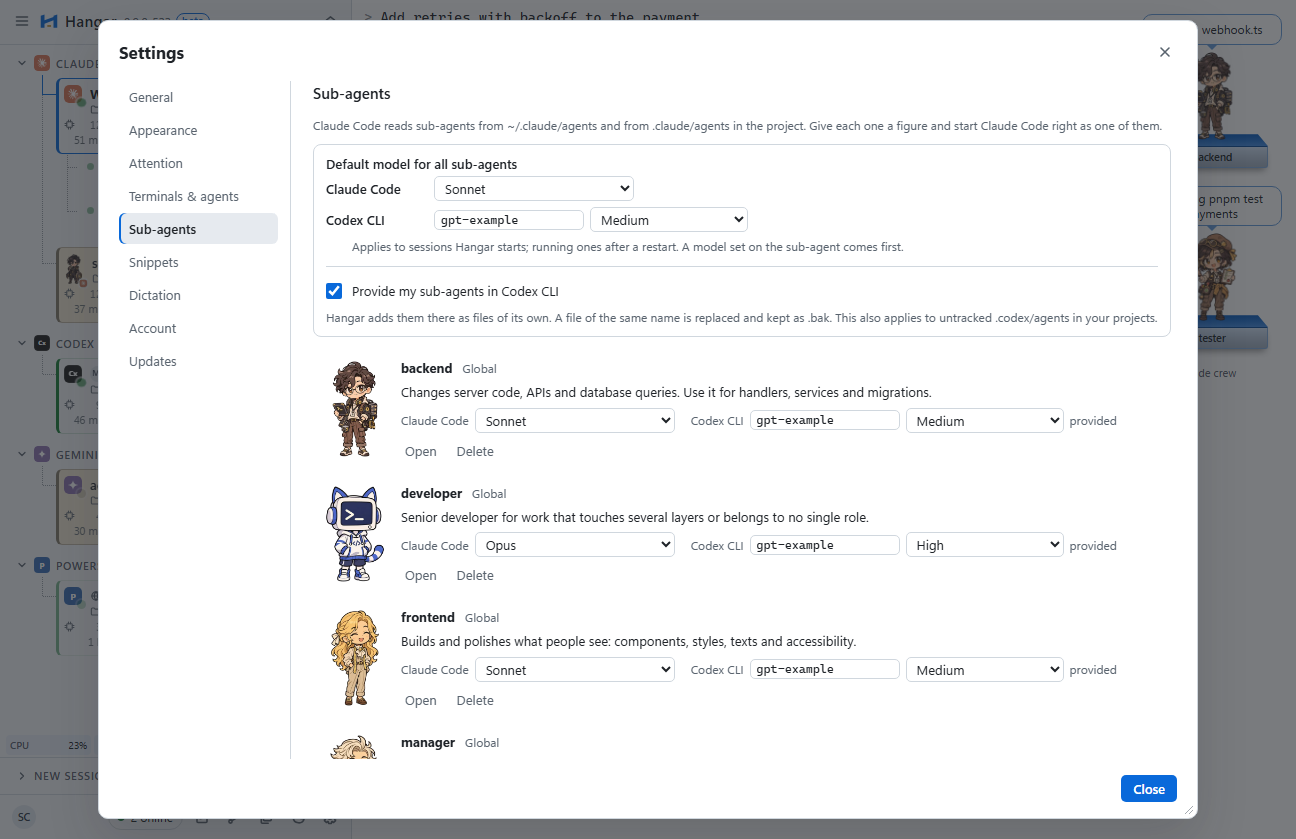 Hangar
> Add retries with backoff to the payment
webhook.ts
Settings
General
Appearance
Attention
Terminals & agents
Sub-agents
Snippets
Dictation
Account
Updates
Sub-agents
Claude Code reads sub-agents from ~/.claude/agents and from .claude/agents in the project. Give each one a figure and start Claude Code right as one of them.
Default model for all sub-agents
Claude Code Sonnet
Codex CLI gpt-example Medium
Applies to sessions Hangar starts; running ones after a restart. A model set on the sub-agent comes first.
Provide my sub-agents in Codex CLI
Hangar adds them there as files of its own. A file of the same name is replaced and kept as .bak. This also applies to untracked .codex/agents in your projects.
backend Global
Changes server code, APIs and database queries. Use it for handlers, services and migrations.
Claude Code Sonnet Codex CLI gpt-example Medium provided
Open Delete
developer Global
Senior developer for work that touches several layers or belongs to no single role.
Claude Code Opus Codex CLI gpt-example High provided
Open Delete
frontend Global
Builds and polishes what people see: components, styles, texts and accessibility.
Claude Code Sonnet Codex CLI gpt-example Medium provided
Open Delete
manager Global
Close
CLAUDE
51 m
37 m
CODEX
Cx
46 m
GEMINI
30 m
POWER
P
CPU 23%
NEW SESSI
SC
2 online
ackend
g pnpm test
yments
tester
de crew